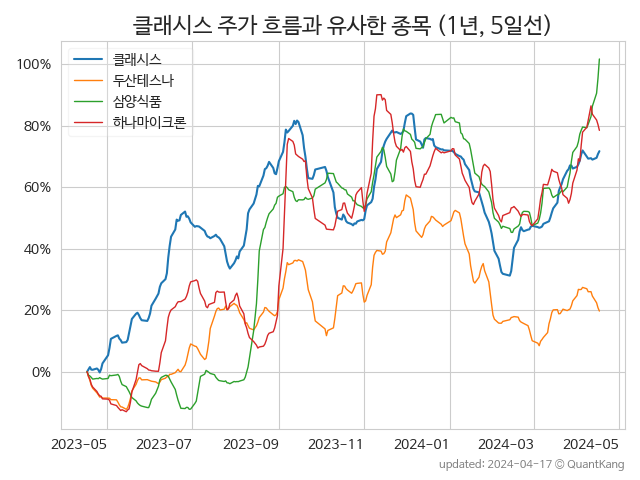 클래시스 주가 흐름과 유사한 종목 (1년, 5일선)
클래시스
두산테스나
삼양식품
하나마이크론
100%
80%
60%
40%
20%
0%
2023-05 2023-07 2023-09 2023-11 2024-01 2024-03 2024-05
updated: 2024-04-17 © QuantKang